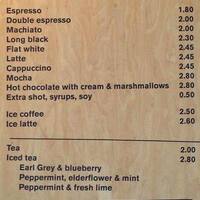 Espresso 1.80
Double espresso 2.00
Machiato 2.00
Long black 2.30
Flat white 2.45
Latte 2.45
Cappuccino 2.45
Mocha 2.80
Hot chocolate with cream & marshmallows 2.80
Extra shot, syrups, soy 0.50
Ice coffee 2.50
Ice latte 2.60
Tea 2.00
Iced tea 2.80
Earl Grey & blueberry
Peppermint, elderflower & mint
Peppermint & fresh lime